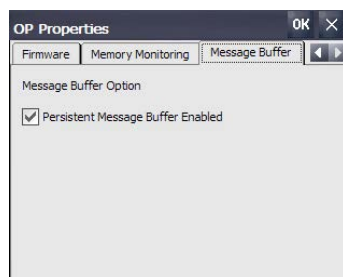 OP Properties OK ×
Firmware Memory Monitoring Message Buffer
Message Buffer Option
Persistent Message Buffer Enabled